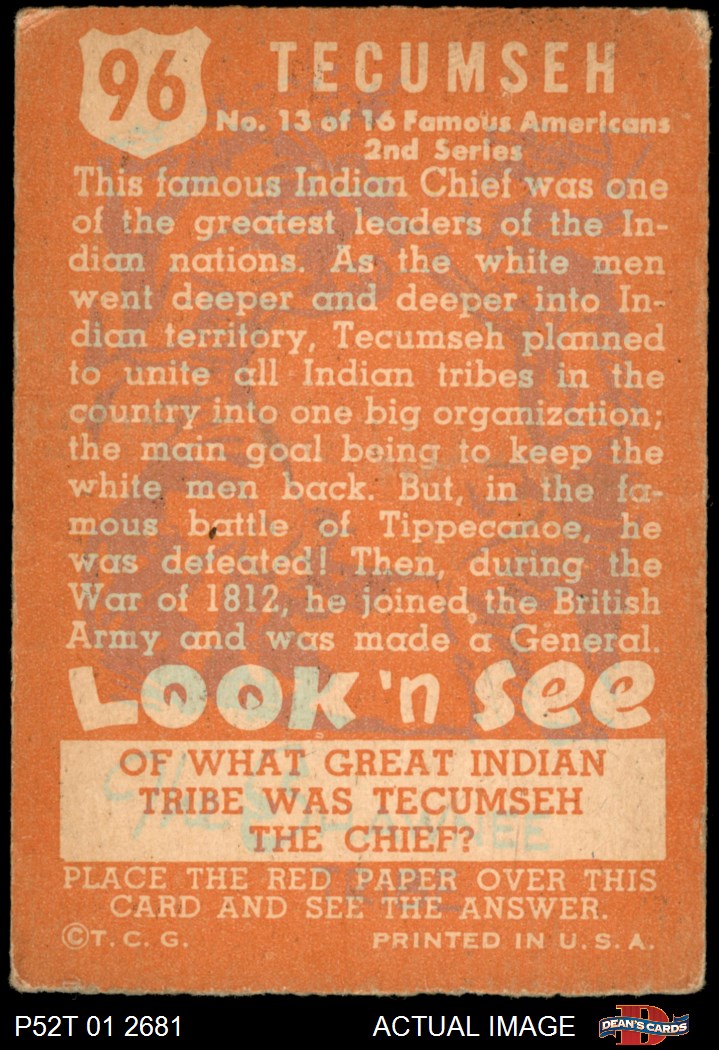 96
TECUMSEH
No. 13 of 16 Famous Americans
2nd Series
This famous Indian Chief was one
of the greatest leaders of the In-
dian nations. As the white men
went deeper and deeper into In-
dian territory, Tecumseh planned
to unite all Indian tribes in the
country into one big organization;
the main goal being to keep the
white men back. But, in the fa-
mous battle of Tippecanoe, he
was defeated! Then, during the
War of 1812, he joined the British
Army and was made a General.
LOOK 'n SEE
OF WHAT GREAT INDIAN
TRIBE WAS TECUMSEH
THE CHIEF?
SHAWNEE
PLACE THE RED PAPER OVER THIS
CARD AND SEE THE ANSWER.
©T. C. G. PRINTED IN U. S. A.
P52T 01 2681 ACTUAL IMAGE DEAN'S CARDS